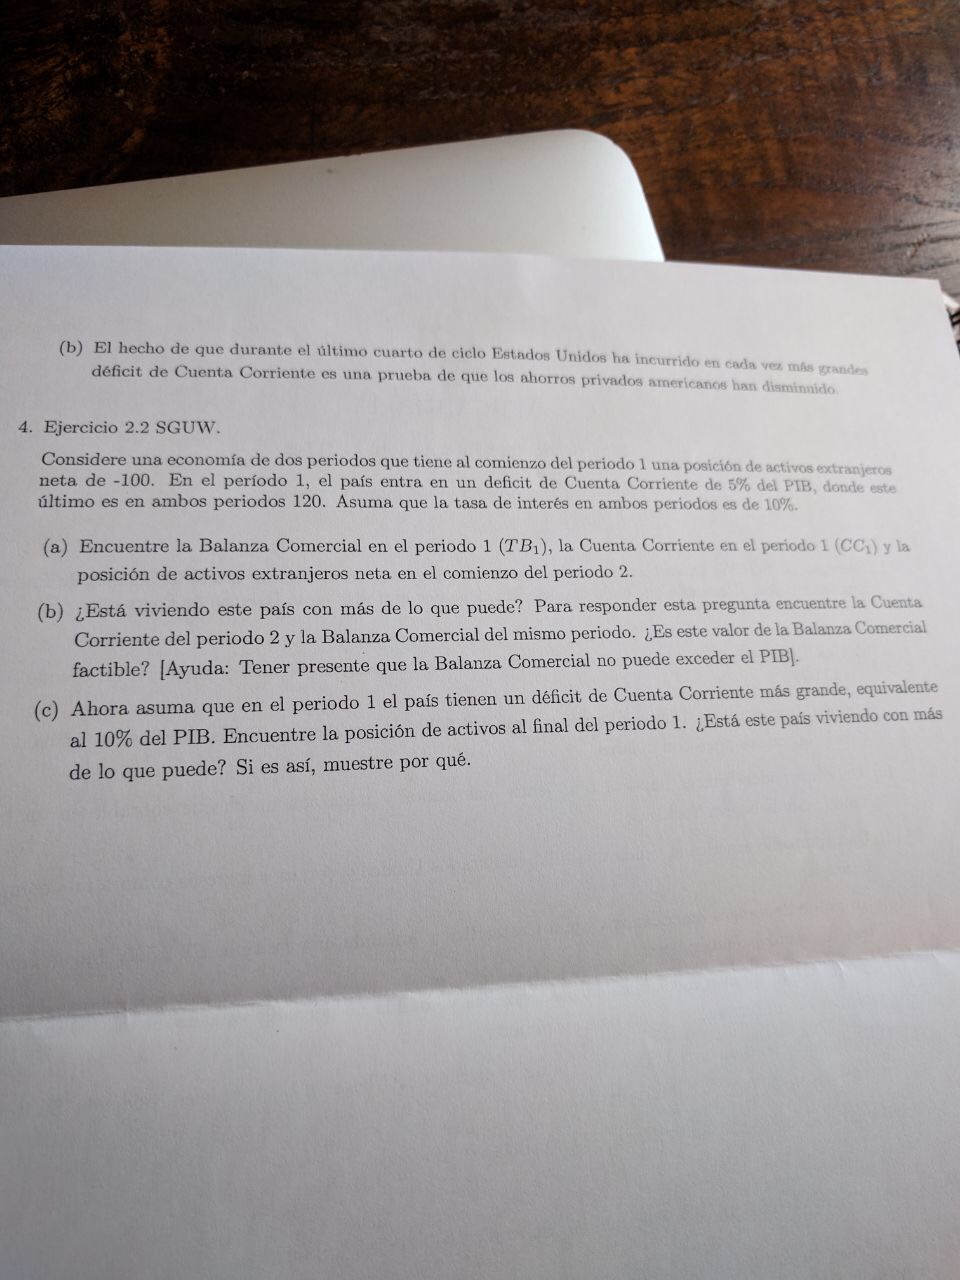 (b) El hecho de que durante el último cuarto de ciclo Estados Unidos ha incurrido en cada vez más grandes
déficit de Cuenta Corriente es una prueba de que los ahorros privados americanos han disminuido.
4. Ejercicio 2.2 SGUW.
Considere una economía de dos periodos que tiene al comienzo del periodo 1 una posición de activos extranjeros
neta de -100. En el período 1, el país entra en un deficit de Cuenta Corriente de 5% del PIB, donde este
último es en ambos periodos 120. Asuma que la tasa de interés en ambos periodos es de 10%.
(a) Encuentre la Balanza Comercial en el periodo 1 (TB₁), la Cuenta Corriente en el periodo 1 (CC₁) y la
posición de activos extranjeros neta en el comienzo del periodo 2.
(b) ¿Está viviendo este país con más de lo que puede? Para responder esta pregunta encuentre la Cuenta
Corriente del periodo 2 y la Balanza Comercial del mismo periodo. ¿Es este valor de la Balanza Comercial
factible? [Ayuda: Tener presente que la Balanza Comercial no puede exceder el PIB].
(c) Ahora asuma que en el periodo 1 el país tienen un déficit de Cuenta Corriente más grande, equivalente
al 10% del PIB. Encuentre la posición de activos al final del periodo 1. ¿Está este país viviendo con más
de lo que puede? Si es así, muestre por qué.